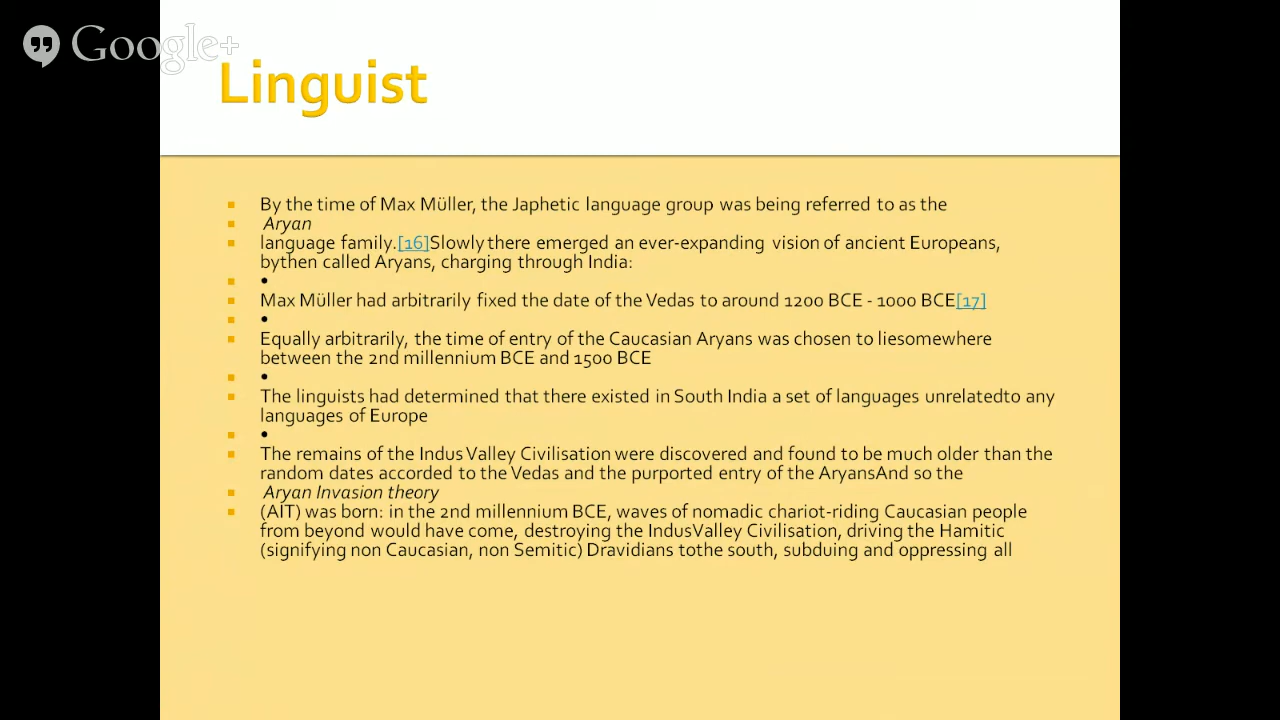 Google+
Linguist
By the time of Max Müller, the Japhetic language group was being referred to as the
Aryan
language family.[16]Slowly there emerged an ever-expanding vision of ancient Europeans,
bythen called Aryans, charging through India:
•
Max Müller had arbitrarily fixed the date of the Vedas to around 1200 BCE - 1000 BCE[17]
•
Equally arbitrarily, the time of entry of the Caucasian Aryans was chosen to liesomewhere
between the 2nd millennium BCE and 1500 BCE
•
The linguists had determined that there existed in South India a set of languages unrelatedto any
languages of Europe
•
The remains of the Indus Valley Civilisation were discovered and found to be much older than the
random dates accorded to the Vedas and the purported entry of the AryansAnd so the
Aryan Invasion theory
(AIT) was born: in the 2nd millennium BCE, waves of nomadic chariot-riding Caucasian people
from beyond would have come, destroying the IndusValley Civilisation, driving the Hamitic
(signifying non Caucasian, non Semitic) Dravidians tothe south, subduing and oppressing all